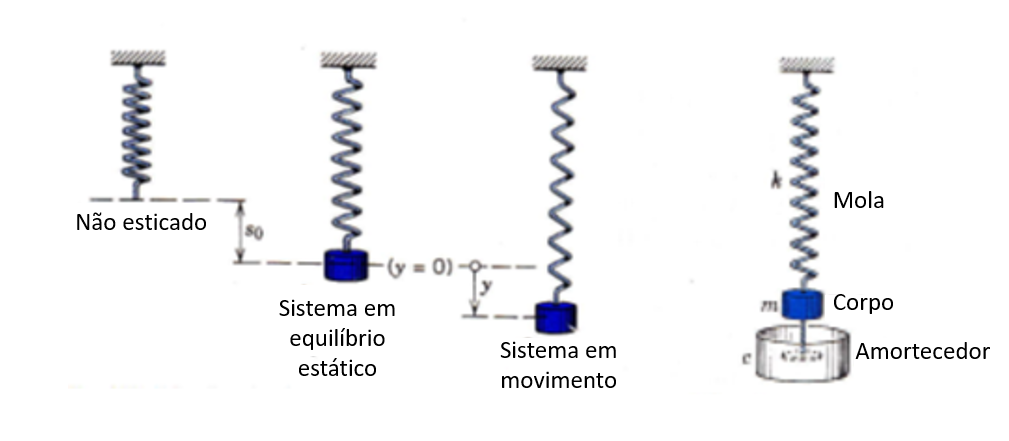 Não esticado
s₀
(y = 0)
y
Sistema em
equilíbrio
estático
Sistema em
movimento
k
Mola
m
Corpo
c
Amortecedor